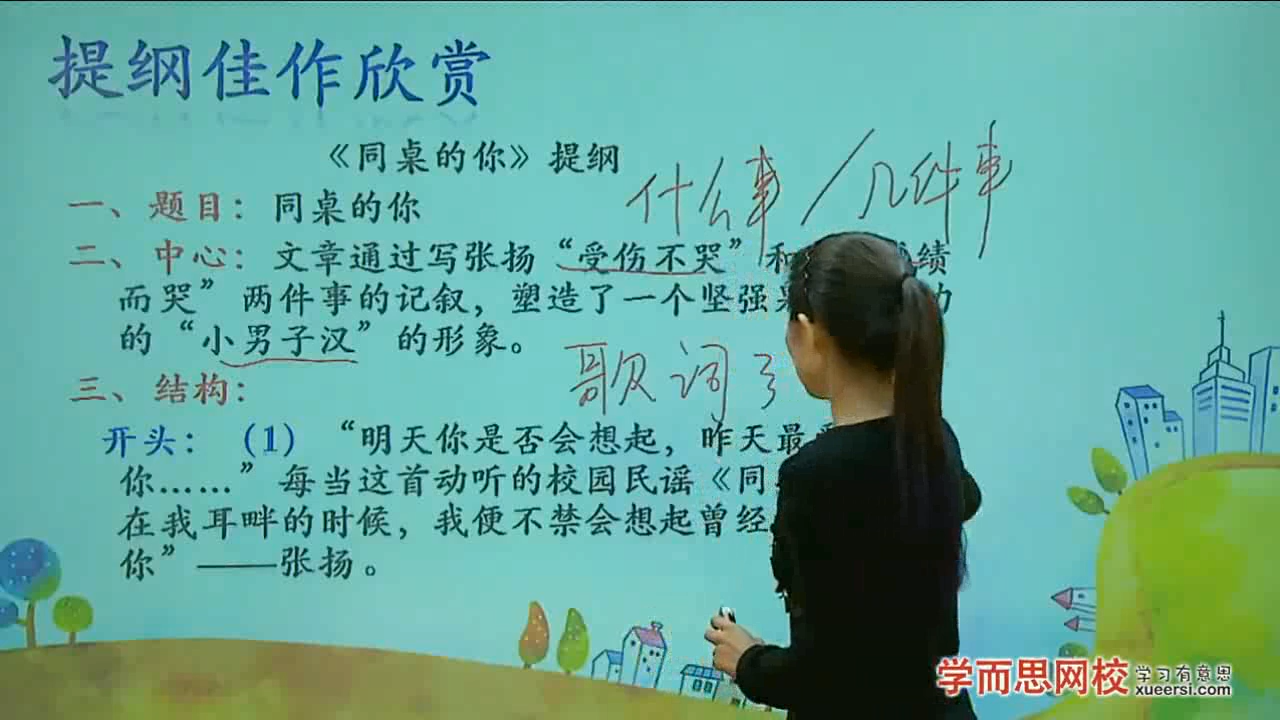 提纲佳作欣赏
《同桌的你》提纲
什么事 / 几件事
一、题目：同桌的你
二、中心：文章通过写张扬“受伤不哭”和 绩
而哭”两件事的记叙，塑造了一个坚强
的“小男子汉”的形象。
歌词
三、结构：
开头：（1）“明天你是否会想起，昨天最
你……”每当这首动听的校园民谣《同
在我耳畔的时候，我便不禁会想起曾经
你”——张扬。
学而思网校 学习有意思
xueersi.com